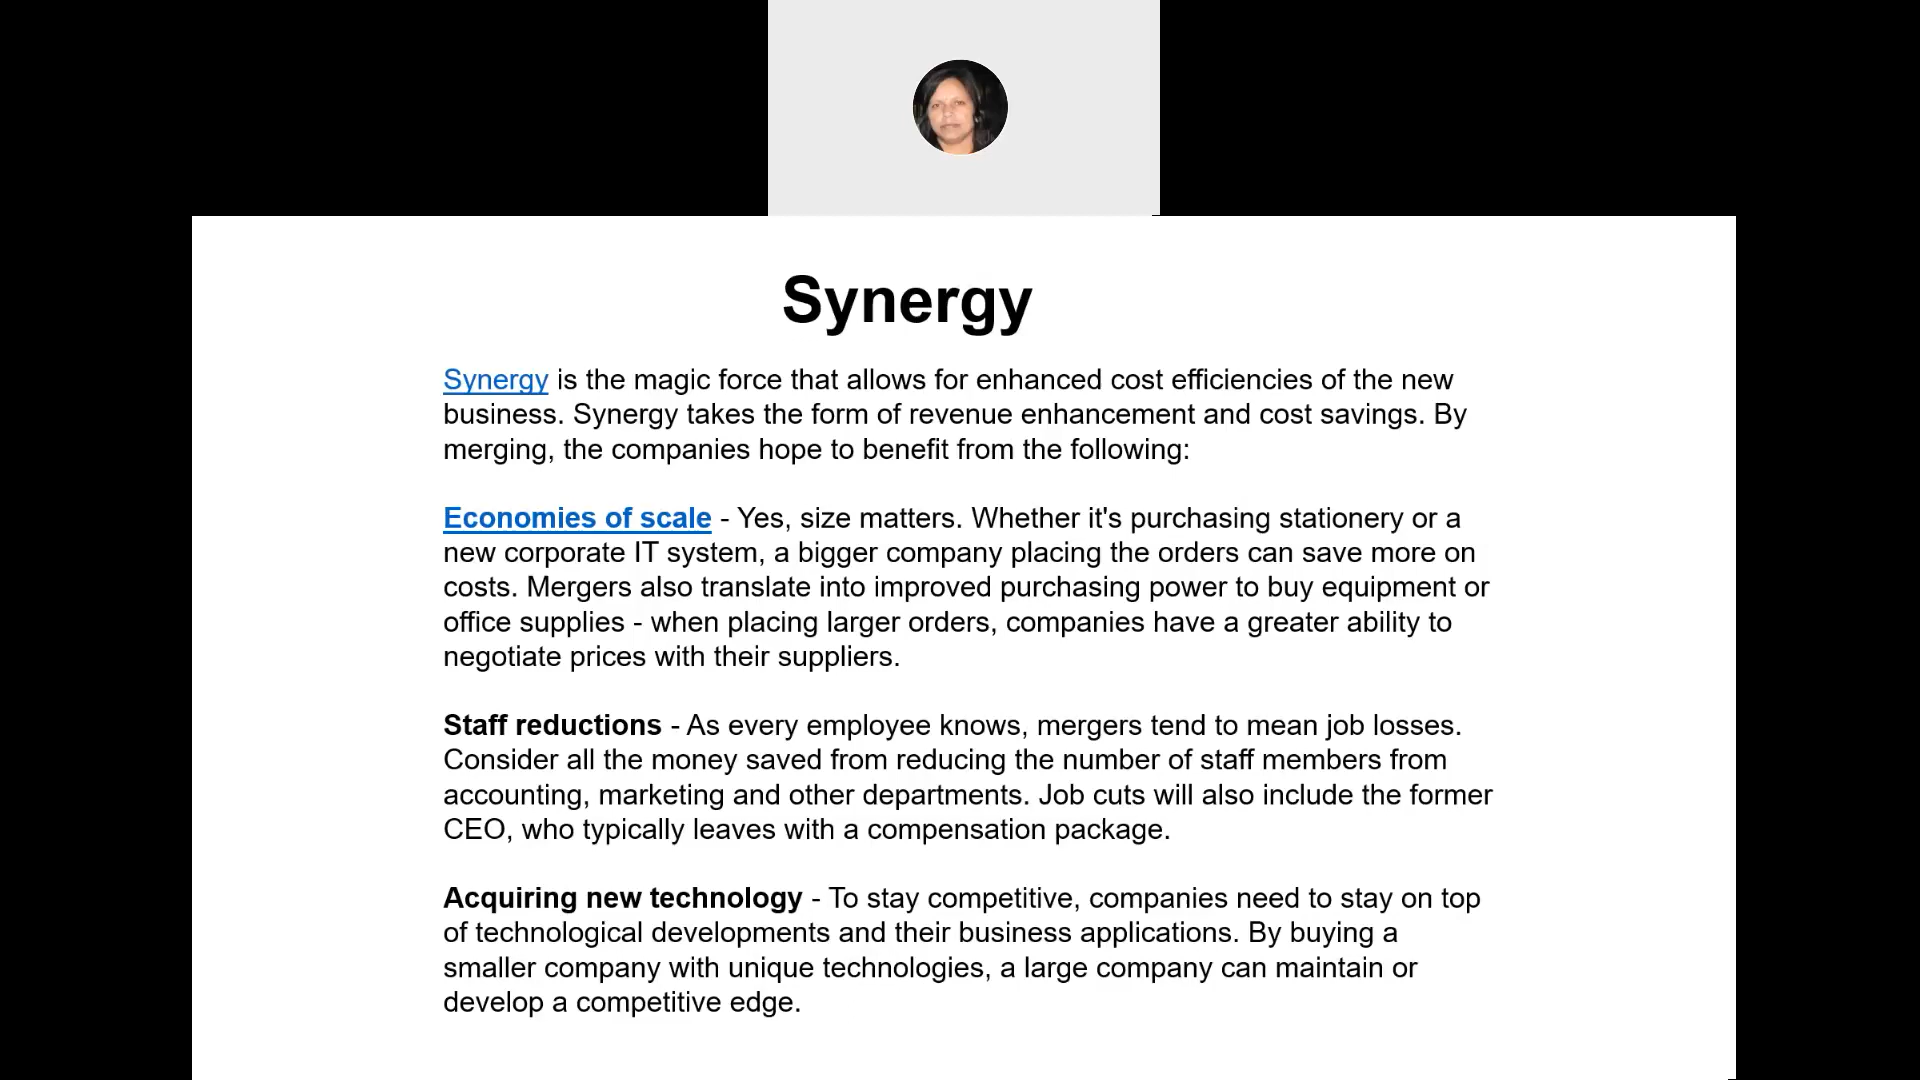 Synergy
Synergy is the magic force that allows for enhanced cost efficiencies of the new
business. Synergy takes the form of revenue enhancement and cost savings. By
merging, the companies hope to benefit from the following:
Economies of scale - Yes, size matters. Whether it's purchasing stationery or a
new corporate IT system, a bigger company placing the orders can save more on
costs. Mergers also translate into improved purchasing power to buy equipment or
office supplies - when placing larger orders, companies have a greater ability to
negotiate prices with their suppliers.
Staff reductions - As every employee knows, mergers tend to mean job losses.
Consider all the money saved from reducing the number of staff members from
accounting, marketing and other departments. Job cuts will also include the former
CEO, who typically leaves with a compensation package.
Acquiring new technology - To stay competitive, companies need to stay on top
of technological developments and their business applications. By buying a
smaller company with unique technologies, a large company can maintain or
develop a competitive edge.